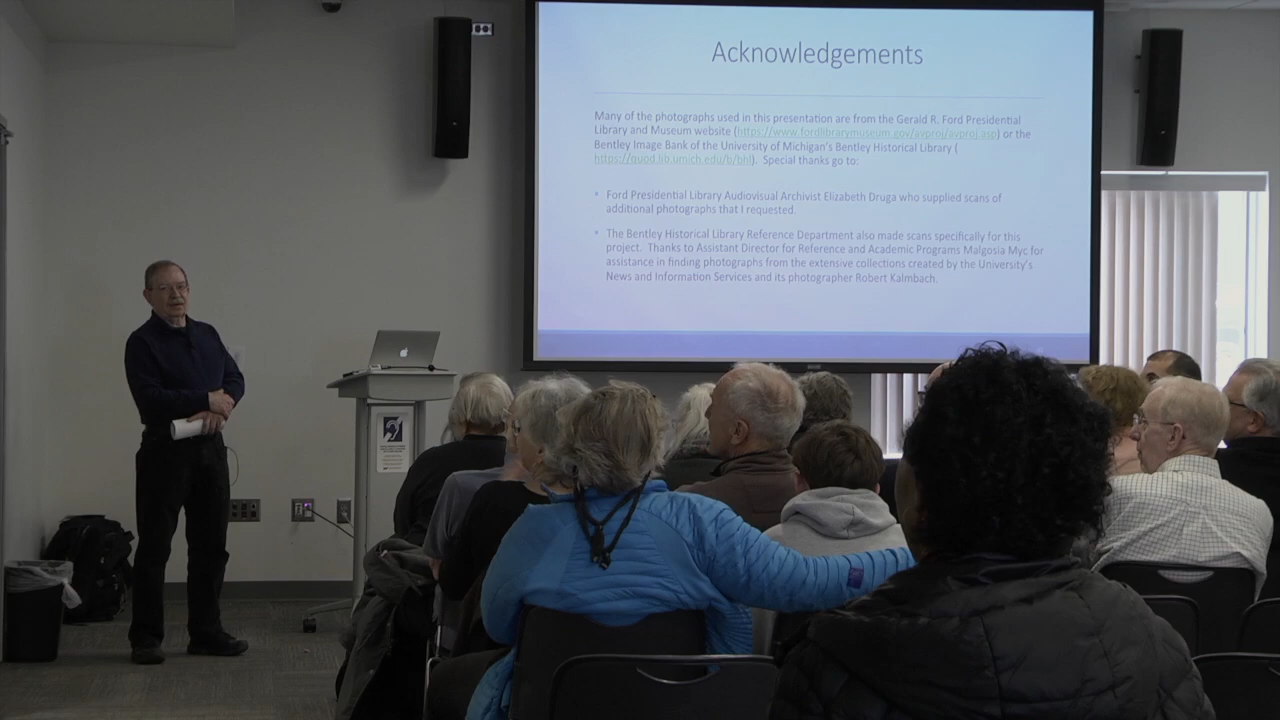 Acknowledgements
Many of the photographs used in this presentation are from the Gerald R. Ford Presidential
Library and Museum website (https://www.fordlibrarymuseum.gov/avproj/avproj.asp) or the
Bentley Image Bank of the University of Michigan's Bentley Historical Library (
https://quod.lib.umich.edu/b/bhl). Special thanks go to:
• Ford Presidential Library Audiovisual Archivist Elizabeth Druga who supplied scans of
additional photographs that I requested.
• The Bentley Historical Library Reference Department also made scans specifically for this
project. Thanks to Assistant Director for Reference and Academic Programs Malgosia Myc for
assistance in finding photographs from the extensive collections created by the University's
News and Information Services and its photographer Robert Kalmbach.